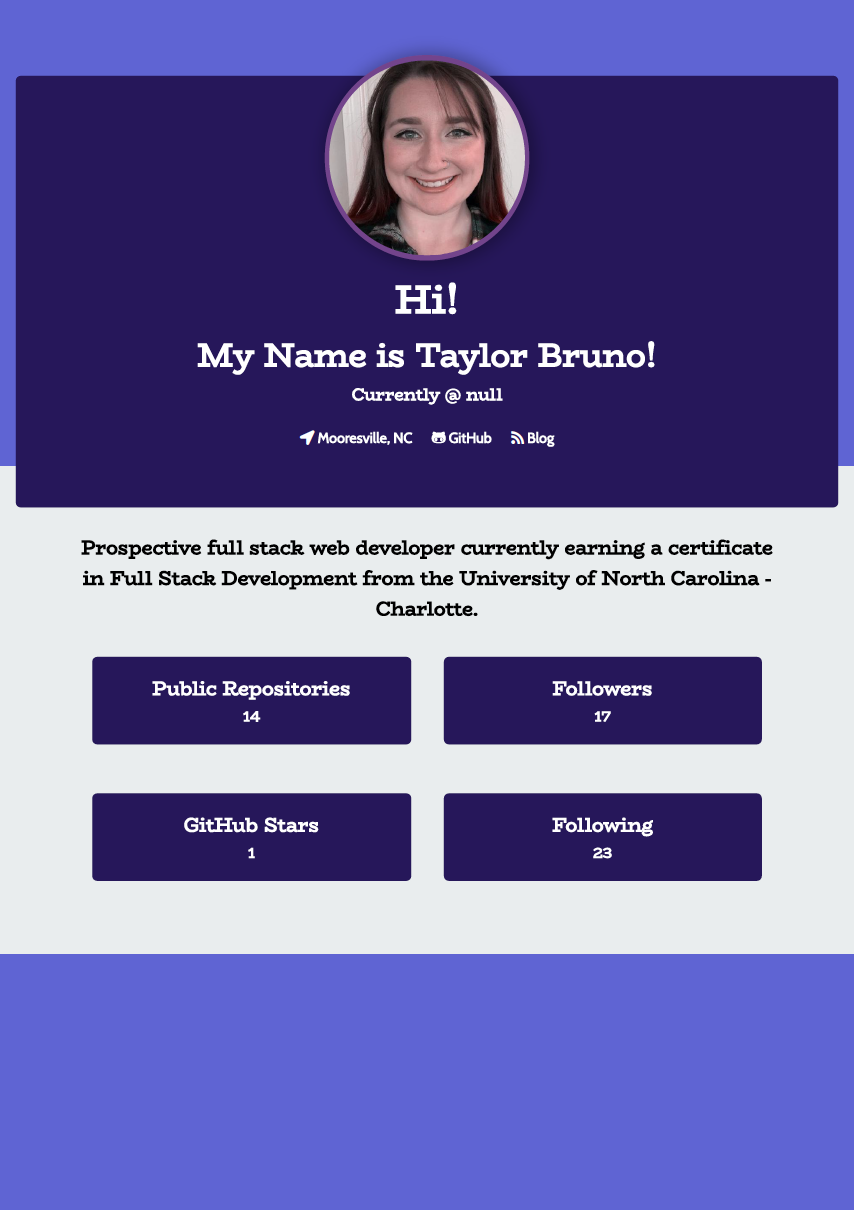 Hi!
My Name is Taylor Bruno!
Currently @ null
Mooresville, NC GitHub Blog
Prospective full stack web developer currently earning a certificate
in Full Stack Development from the University of North Carolina -
Charlotte.
Public Repositories
14
Followers
17
GitHub Stars
1
Following
23